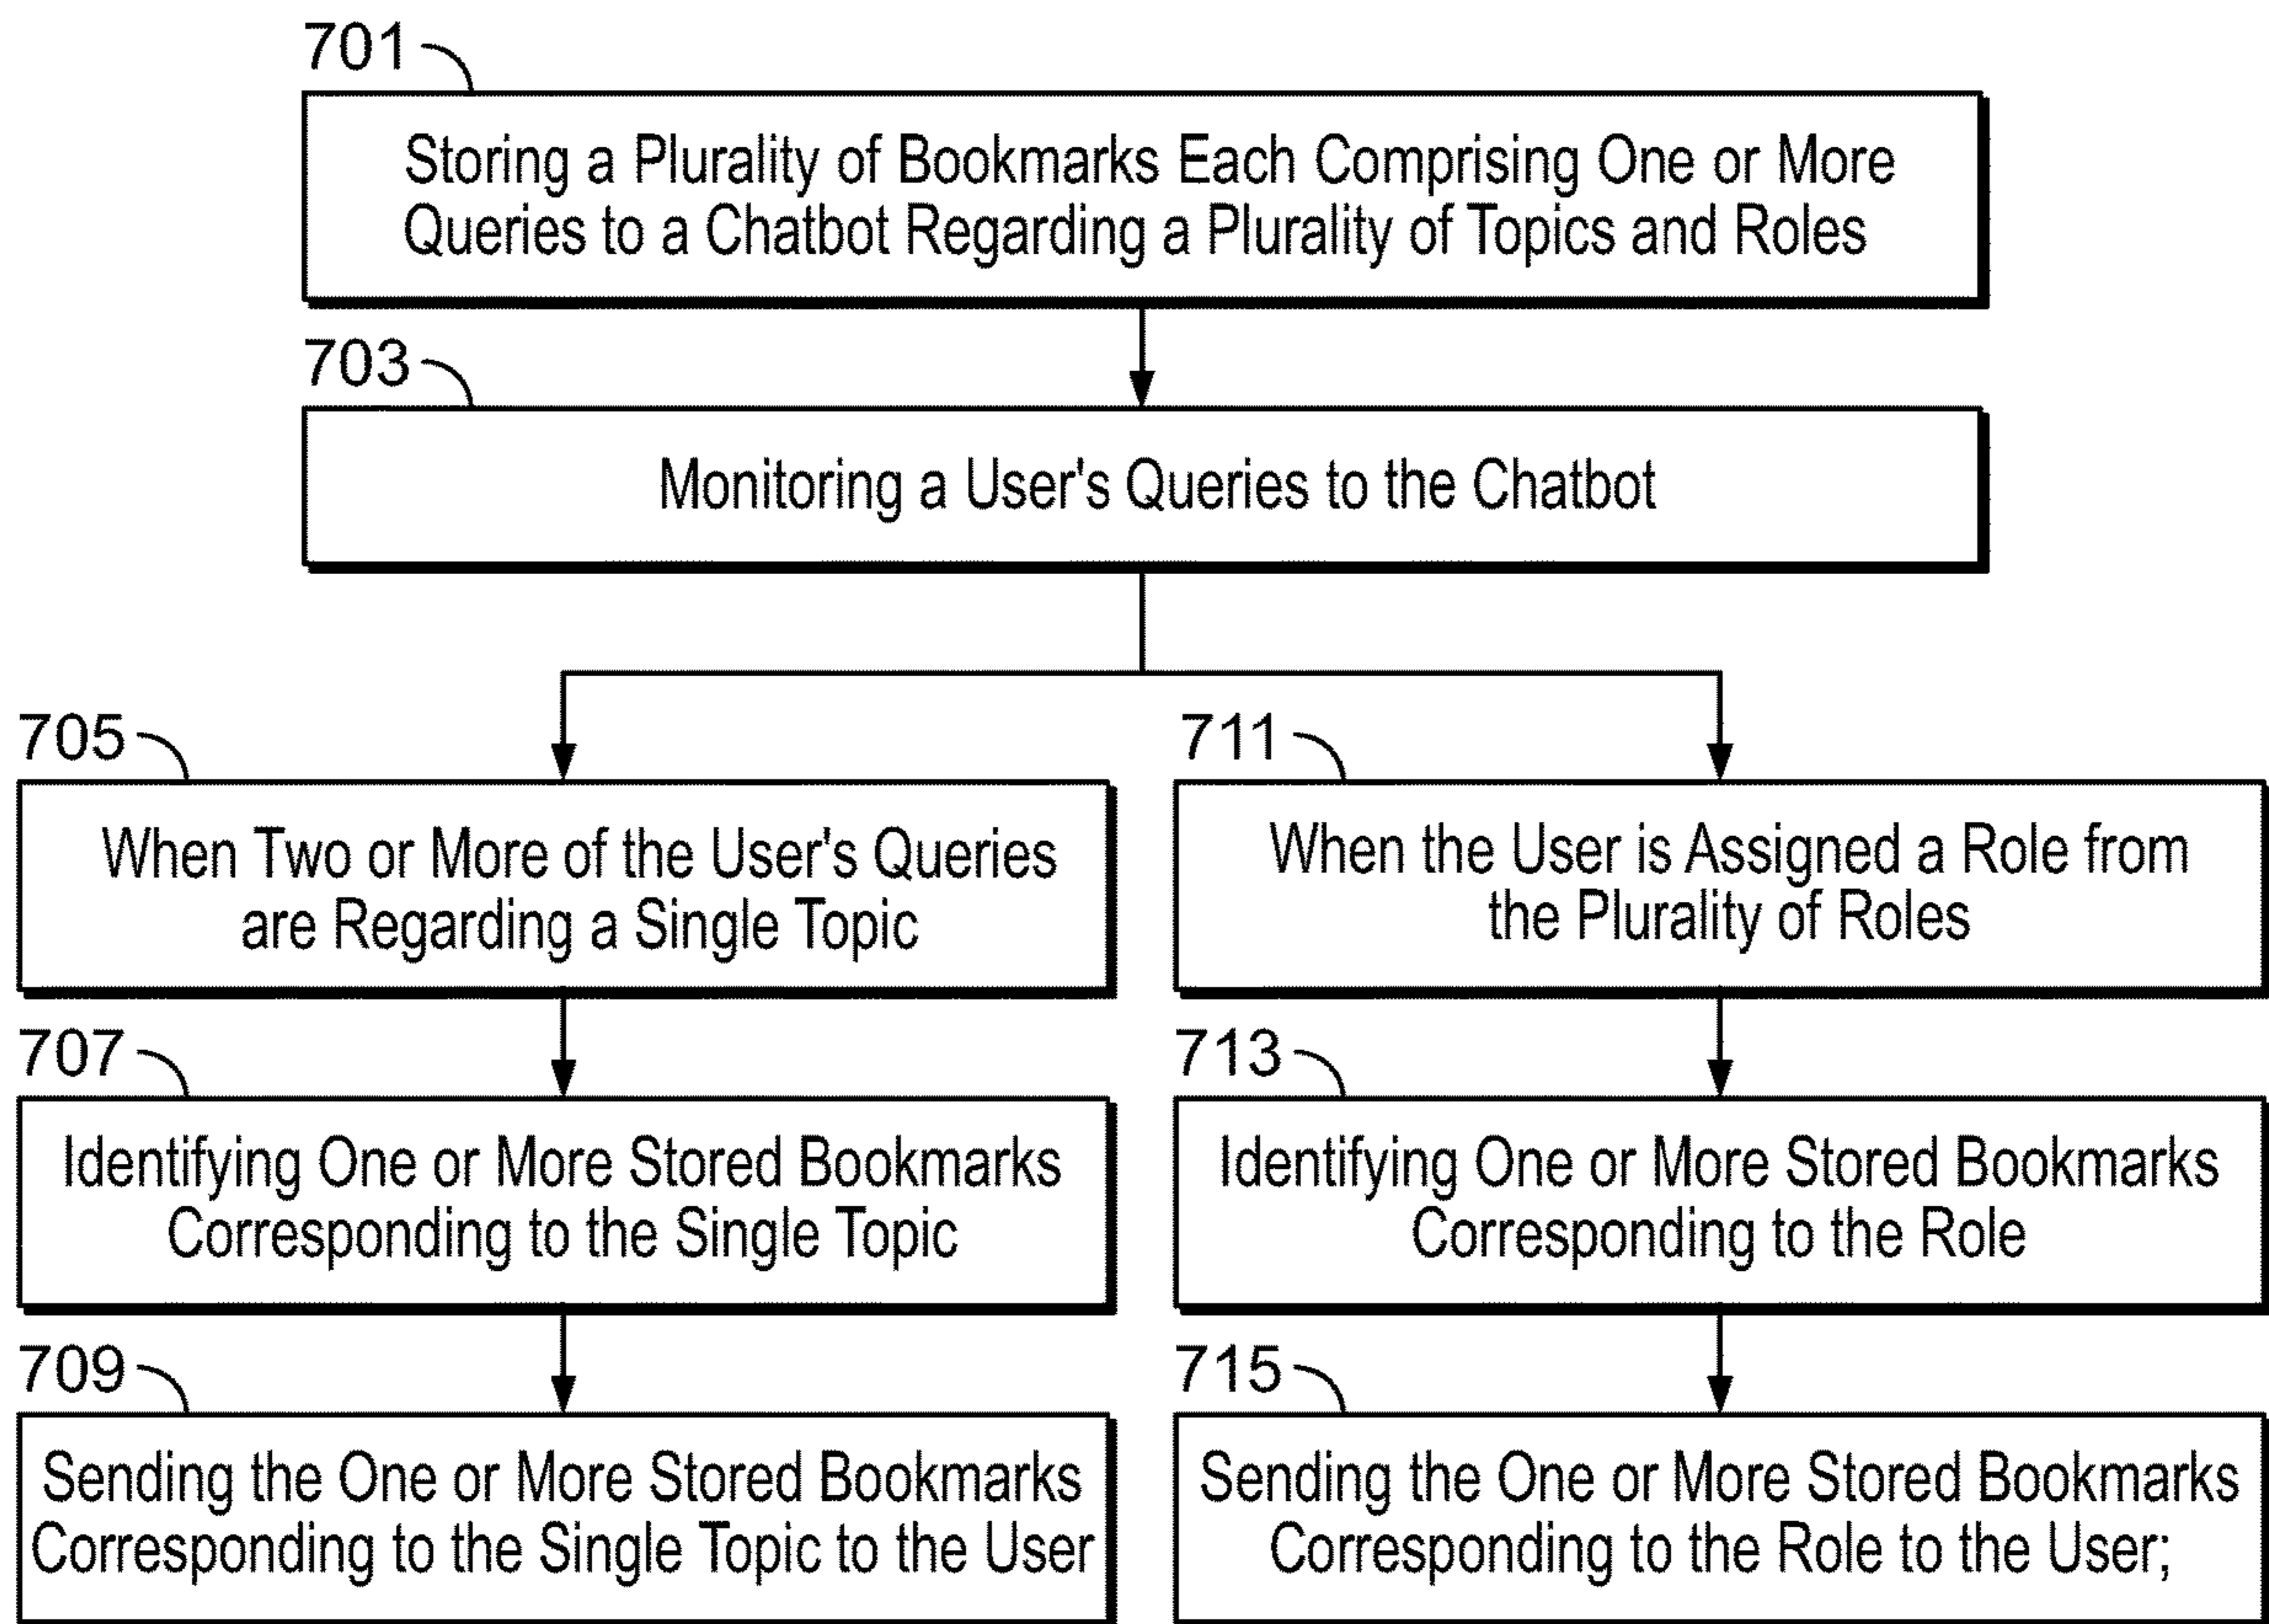 701
Storing a Plurality of Bookmarks Each Comprising One or More
Queries to a Chatbot Regarding a Plurality of Topics and Roles
703
Monitoring a User's Queries to the Chatbot
705
When Two or More of the User's Queries
are Regarding a Single Topic
707
Identifying One or More Stored Bookmarks
Corresponding to the Single Topic
709
Sending the One or More Stored Bookmarks
Corresponding to the Single Topic to the User
711
When the User is Assigned a Role from
the Plurality of Roles
713
Identifying One or More Stored Bookmarks
Corresponding to the Role
715
Sending the One or More Stored Bookmarks
Corresponding to the Role to the User;